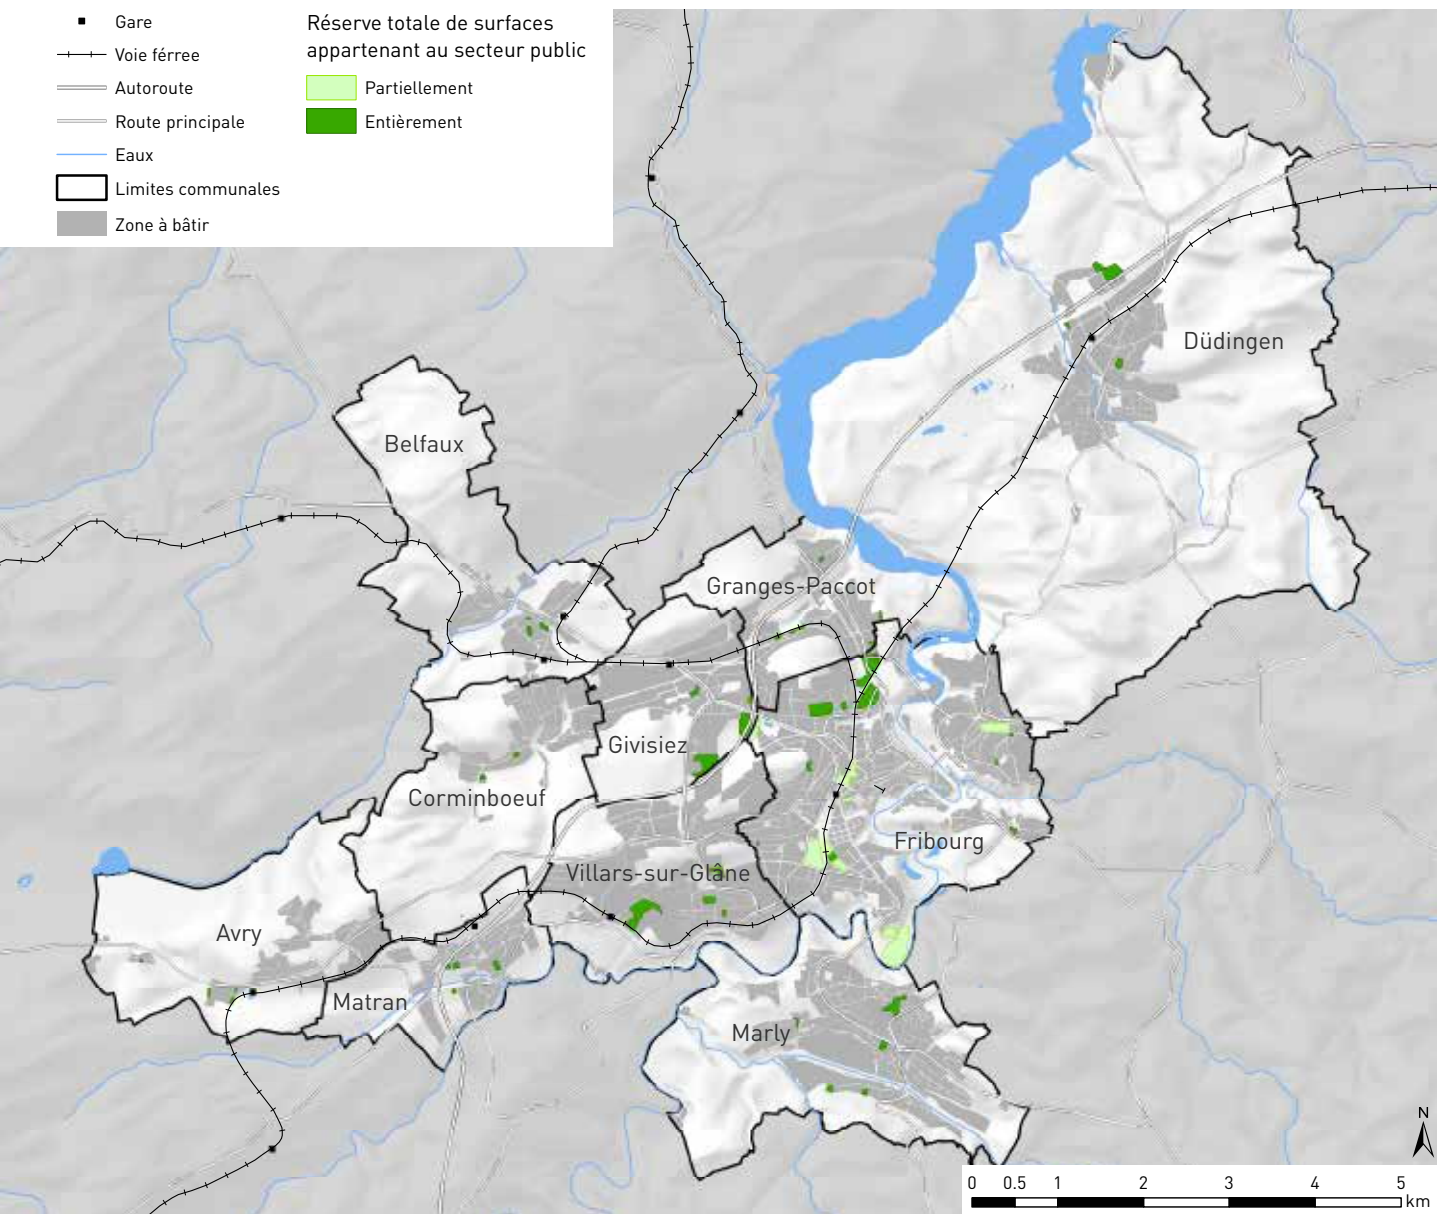 Gare
Voie férree
Autoroute
Route principale
Eaux
Limites communales
Zone à bâtir
Réserve totale de surfaces
appartenant au secteur public
Partiellement
Entièrement
Düdingen
Belfaux
Granges-Paccot
Givisiez
Corminboeuf
Fribourg
Villars-sur-Glâne
Avry
Matran
Marly
N
0 0.5 1 2 3 4 5
km